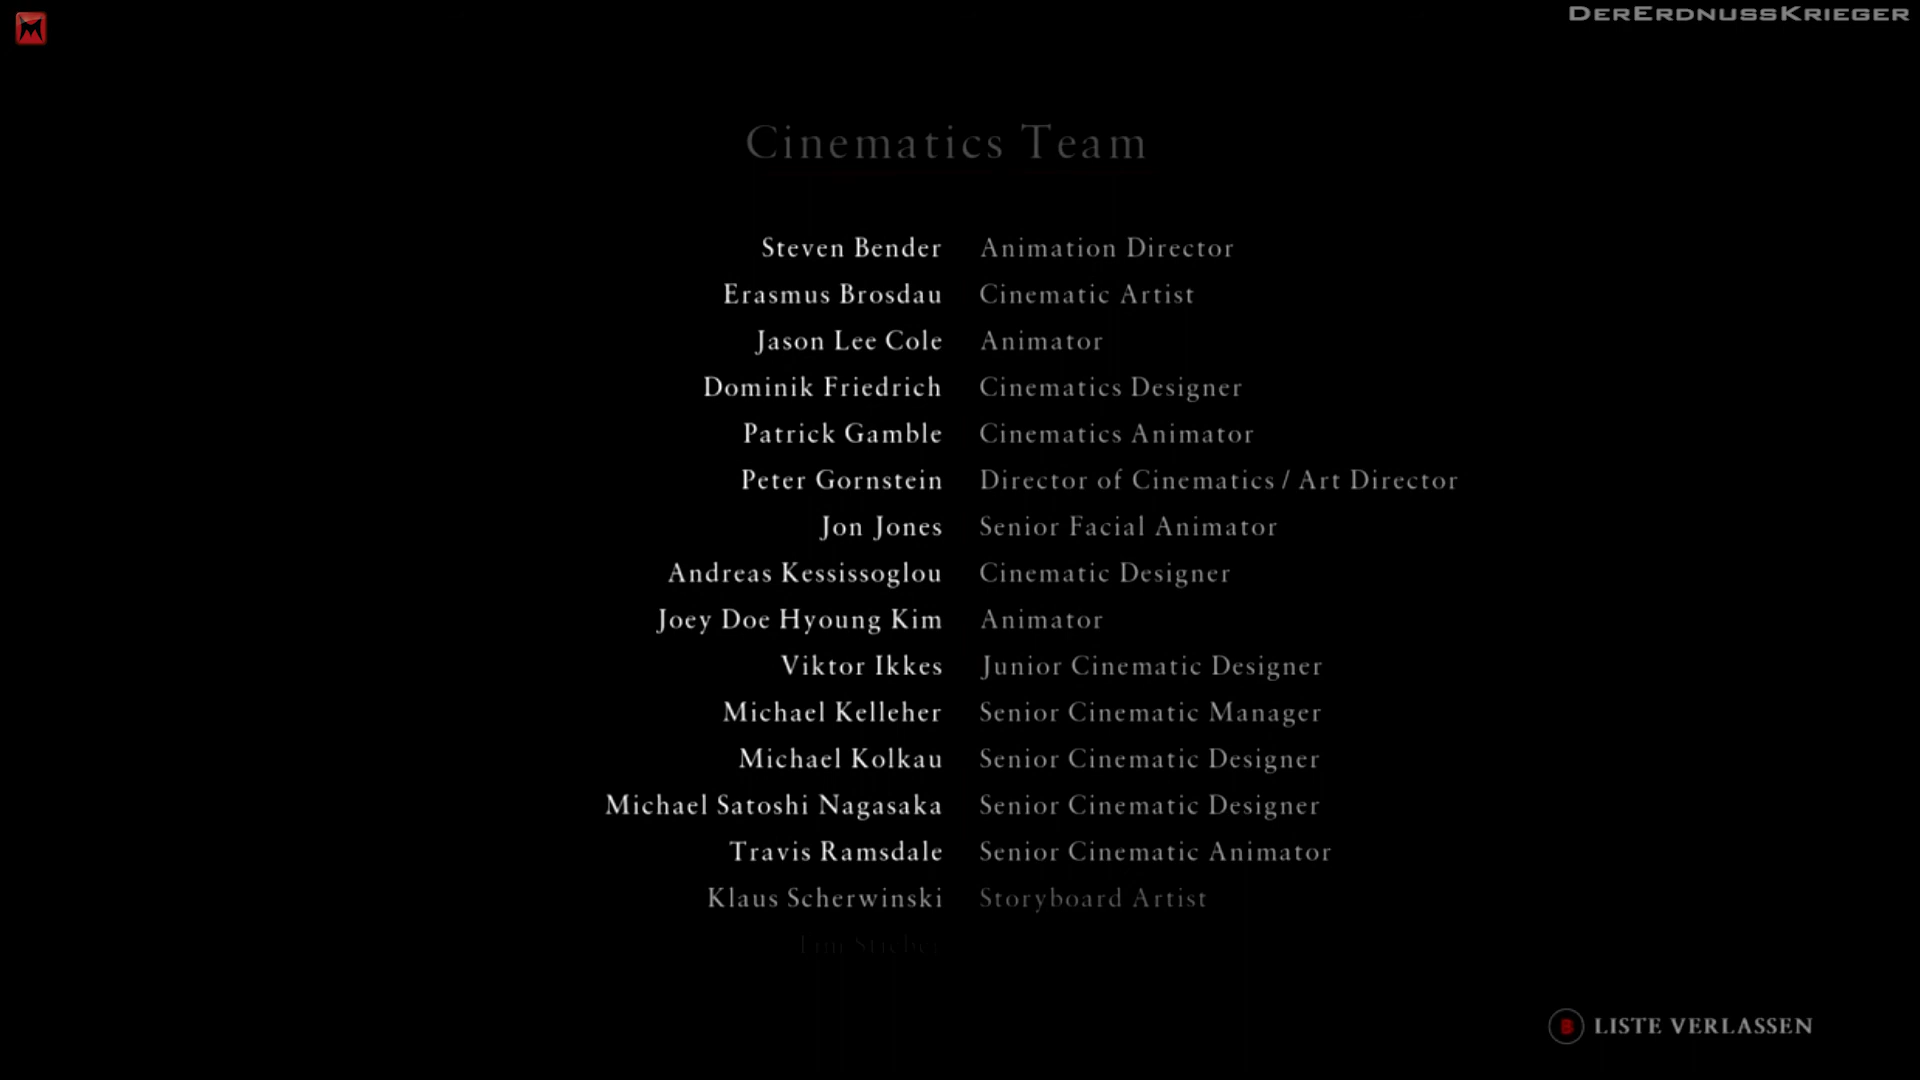 DerErdnussKrieger
Cinematics Team
Steven Bender Animation Director
Erasmus Brosdau Cinematic Artist
Jason Lee Cole Animator
Dominik Friedrich Cinematics Designer
Patrick Gamble Cinematics Animator
Peter Gornstein Director of Cinematics / Art Director
Jon Jones Senior Facial Animator
Andreas Kessissoglou Cinematic Designer
Joey Doe Hyoung Kim Animator
Viktor Ikkes Junior Cinematic Designer
Michael Kelleher Senior Cinematic Manager
Michael Kolkau Senior Cinematic Designer
Michael Satoshi Nagasaka Senior Cinematic Designer
Travis Ramsdale Senior Cinematic Animator
Klaus Scherwinski Storyboard Artist
B LISTE VERLASSEN